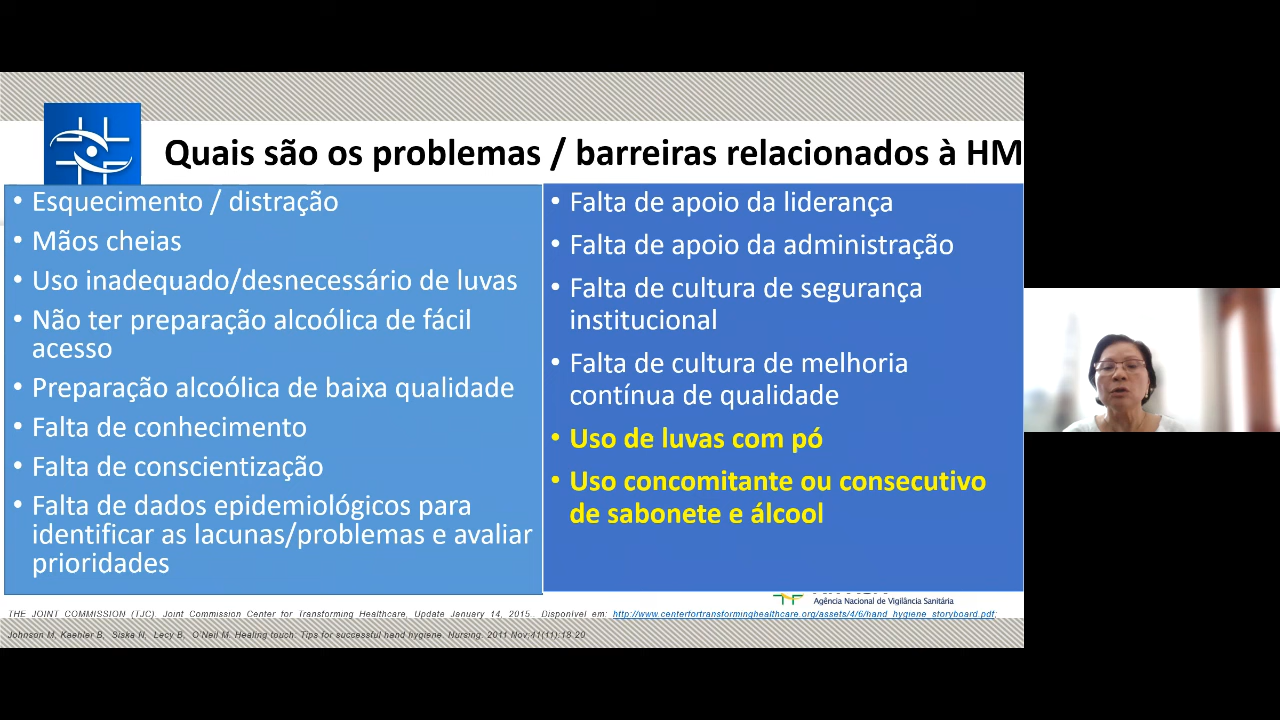 Quais são os problemas / barreiras relacionados à HM
• Esquecimento / distração
• Mãos cheias
• Uso inadequado/desnecessário de luvas
• Não ter preparação alcoólica de fácil
acesso
• Preparação alcoólica de baixa qualidade
• Falta de conhecimento
• Falta de conscientização
• Falta de dados epidemiológicos para
identificar as lacunas/problemas e avaliar
prioridades
• Falta de apoio da liderança
• Falta de apoio da administração
• Falta de cultura de segurança
institucional
• Falta de cultura de melhoria
contínua de qualidade
• Uso de luvas com pó
• Uso concomitante ou consecutivo
de sabonete e álcool
Agência Nacional de Vigilância Sanitária
THE JOINT COMMISSION (TJC). Joint Commission Center for Transforming Healthcare, Update January 14, 2015. Disponível em: http://www.centerfortransforminghealthcare.org/assets/4/6/hand_hygiene_storyboard.pdf;
Johnson M, Kaehler B, Siska N, Lecy B, O'Neil M. Healing touch: Tips for successful hand hygiene. Nursing. 2011 Nov;41(11):18-20